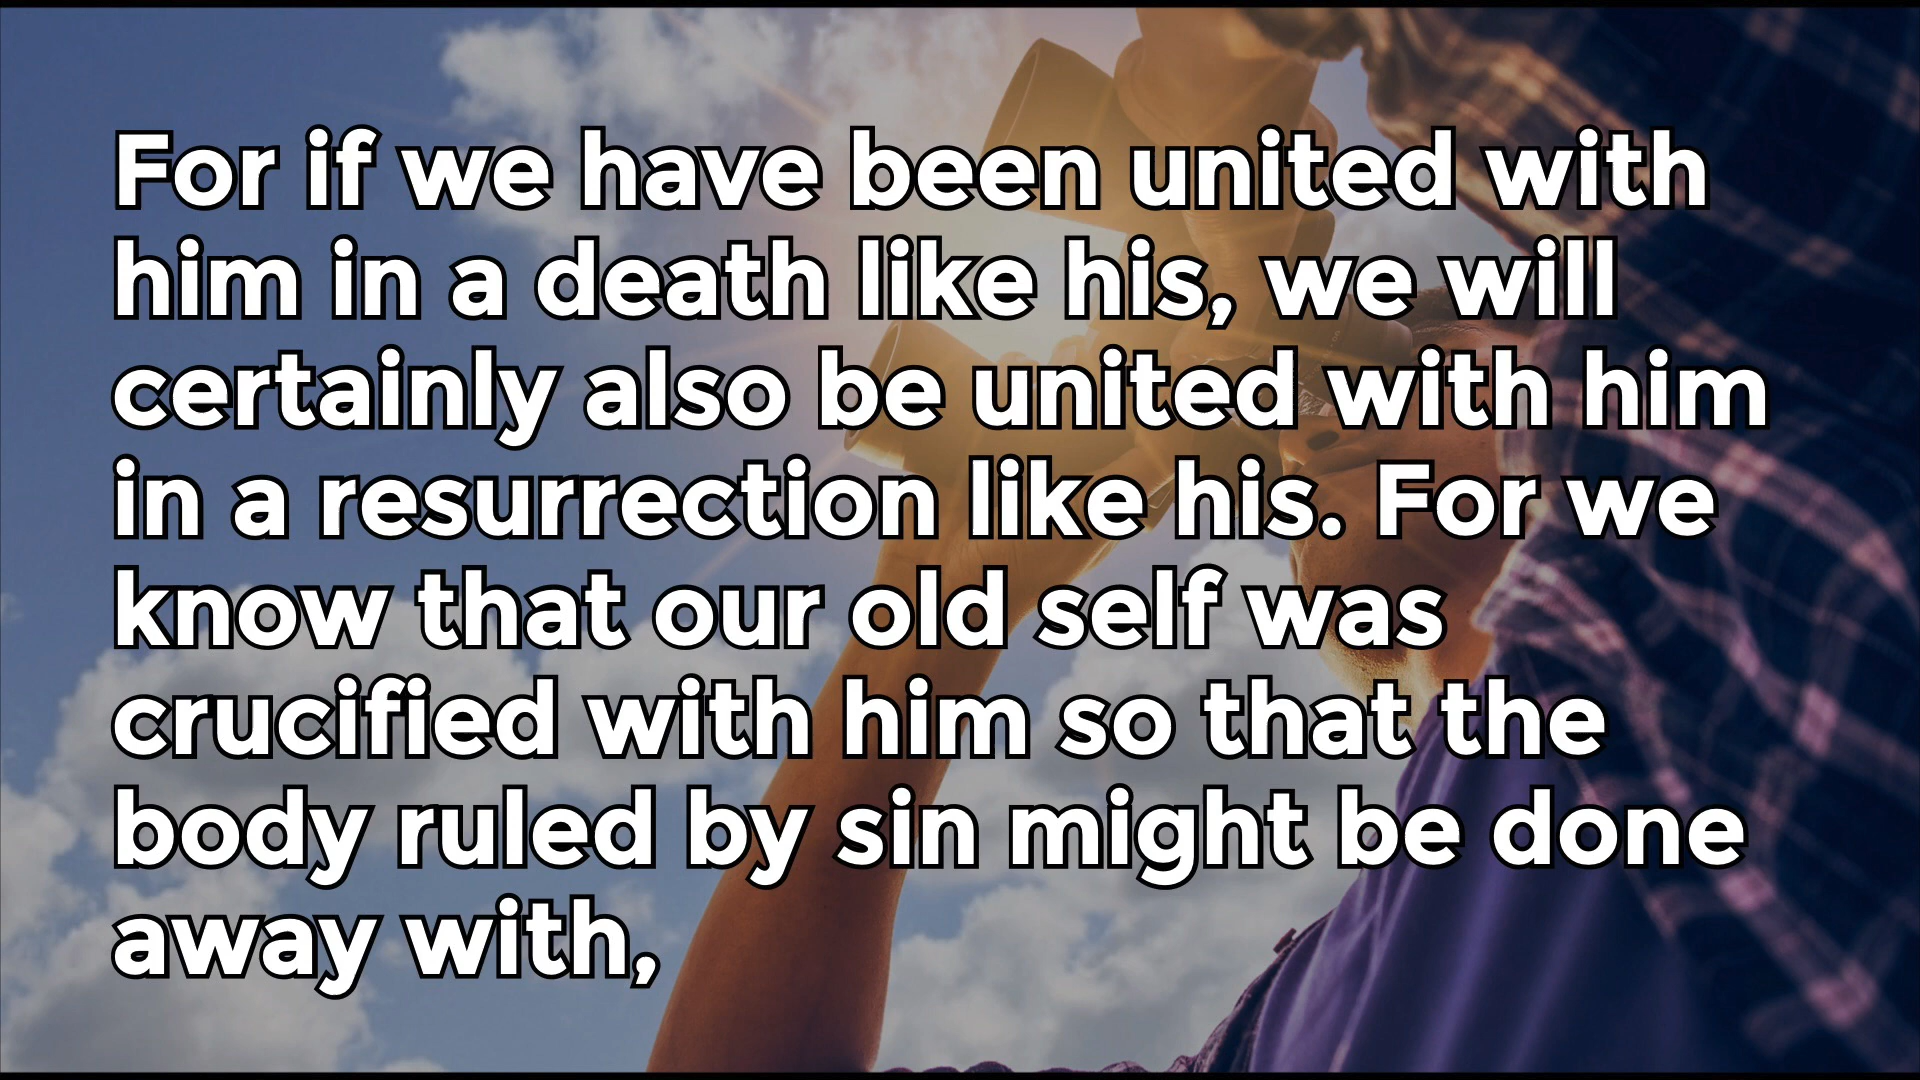 For if we have been united with
him in a death like his, we will
certainly also be united with him
in a resurrection like his. For we
know that our old self was
crucified with him so that the
body ruled by sin might be done
away with,